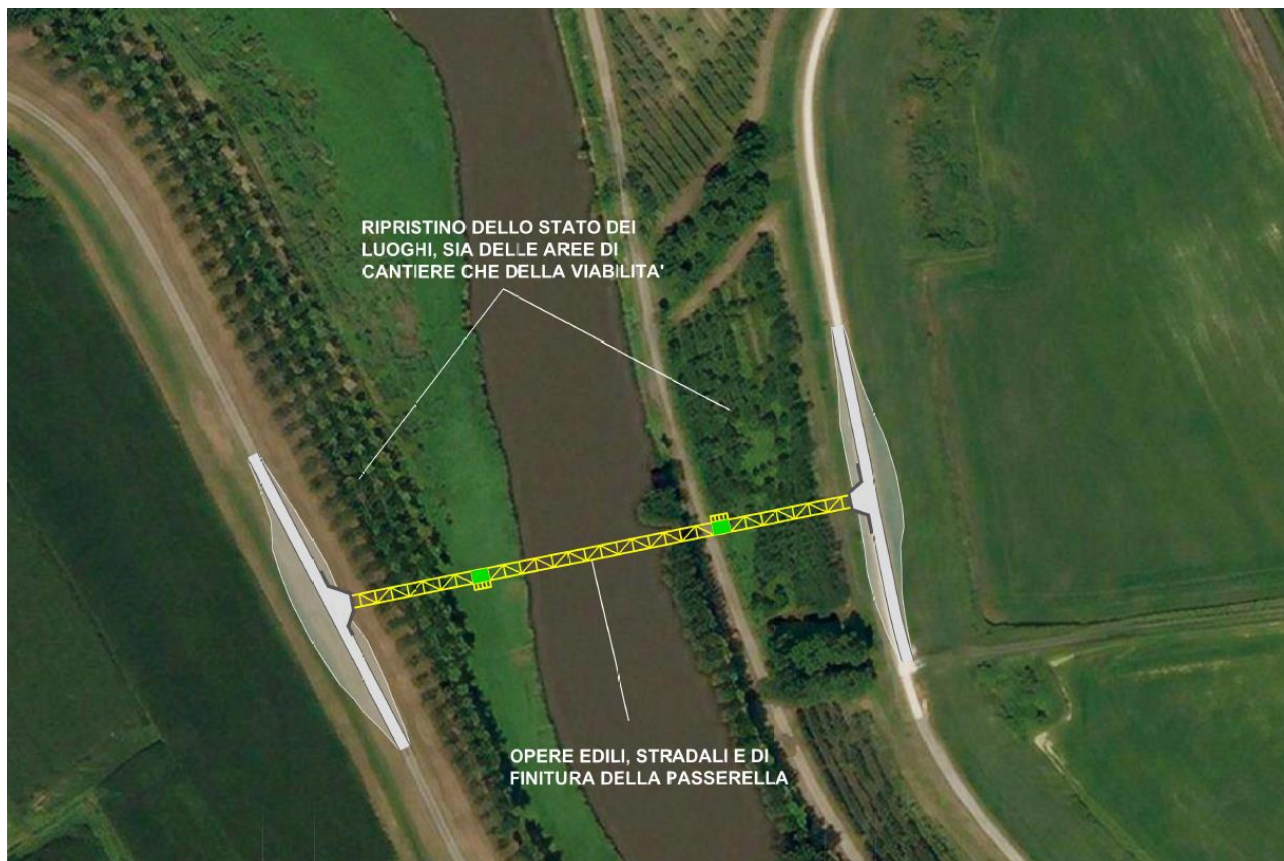 RIPRISTINO DELLO STATO DEI
LUOGHI, SIA DELLE AREE DI
CANTIERE CHE DELLA VIABILITA'
OPERE EDILI, STRADALI E DI
FINITURA DELLA PASSERELLA